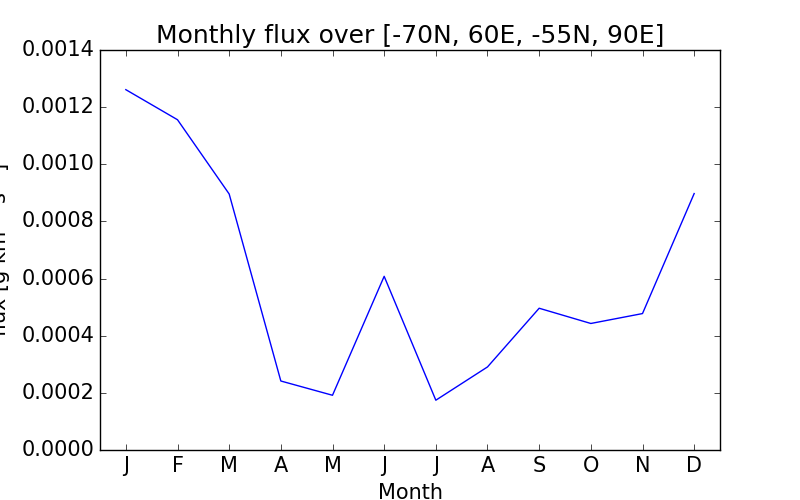 Monthly flux over [-70N, 60E, -55N, 90E]
0.0014
0.0012
0.0010
0.0008
0.0006
0.0004
0.0002
0.0000
J F M A M J J A S O N D
Month